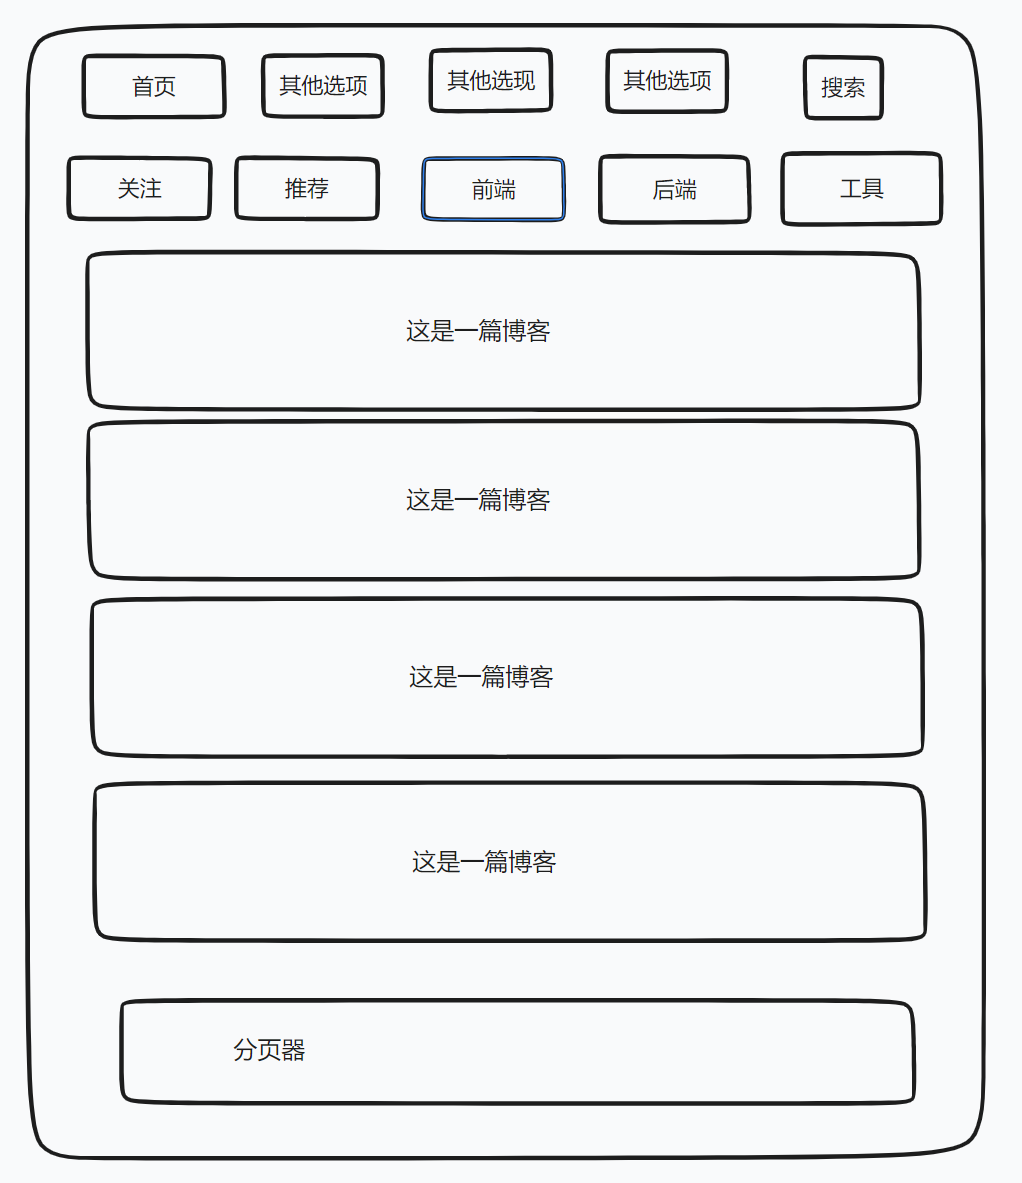 首页
其他选项
其他选现
其他选项
搜索
关注
推荐
前端
后端
工具
这是一篇博客
这是一篇博客
这是一篇博客
这是一篇博客
分页器